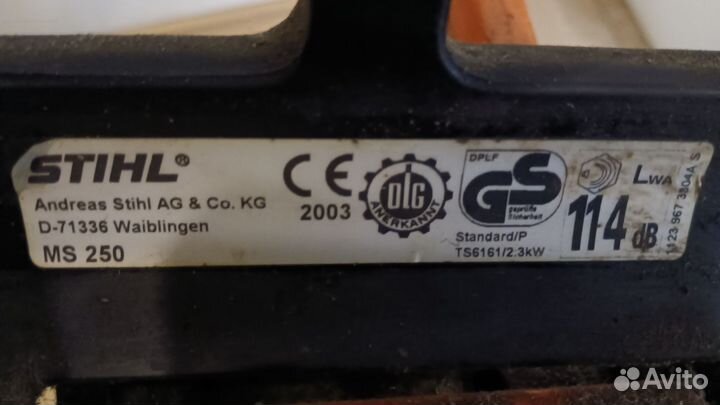 STIHL®
Andreas Stihl AG & Co. KG
D-71336 Waiblingen
MS 250
CE
2003
DLG
ANERKANNT
DPLF
GS
geprüfte
Sicherheit
Standard/P
TS6161/2.3kW
LWA
114 dB
1123 967 3804A S
Avito